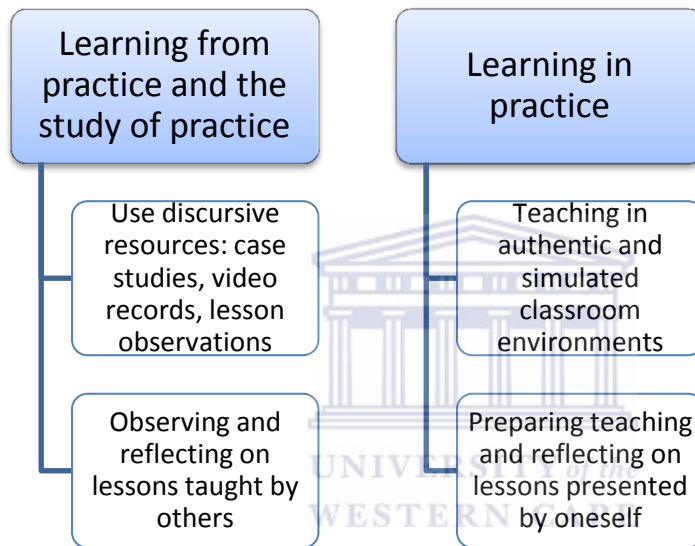 Learning from
practice and the
study of practice
Use discursive
resources: case
studies, video
records, lesson
observations
Observing and
reflecting on
lessons taught by
others
Learning in
practice
Teaching in
authentic and
simulated
classroom
environments
Preparing teaching
and reflecting on
lessons presented
by oneself
UNIVERSITY of the
WESTERN CAPE